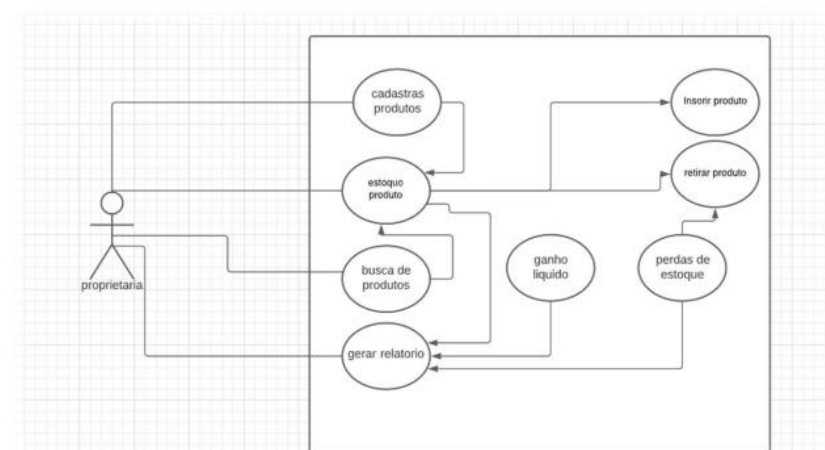 cadastras
produtos
Insorir produto
estoquo
produto
retirar produto
busca de
produtos
ganho
liquido
perdas de
estoque
proprietaria
gerar relatorio